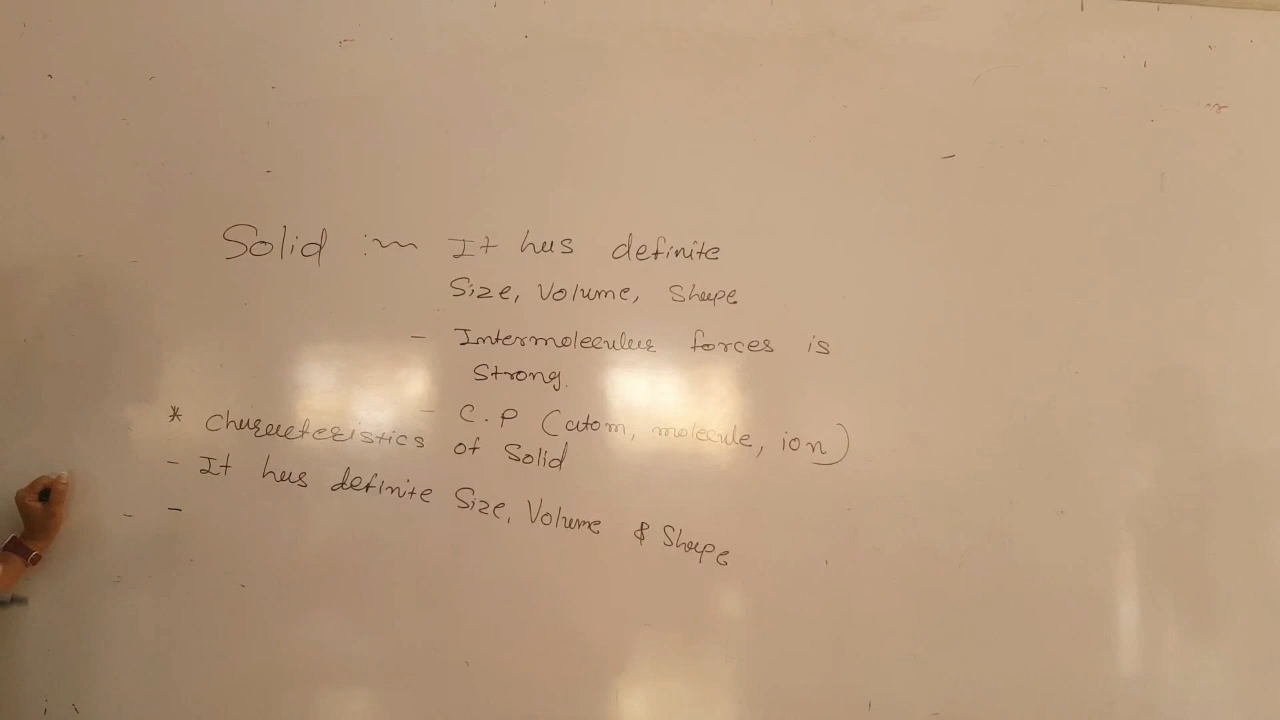 Solid :- It has definite
Size, Volume, Shape
- Intermolecular forces is
Strong.
- C.P (atom, molecule, ion)
* Characteristics of Solid
- It has definite Size, Volume & Shape
-